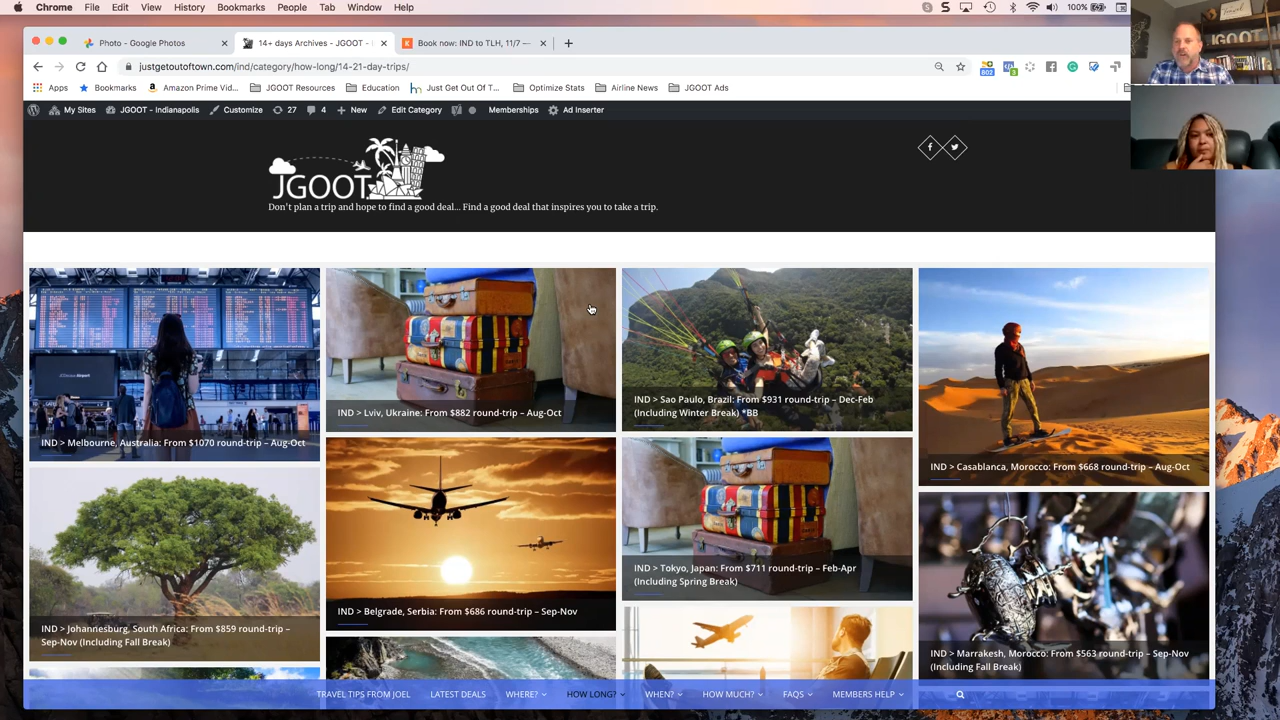 Chrome File Edit View History Bookmarks People Tab Window Help 100%
Photo - Google Photos
14+ days Archives - JGOOT -
Book now: IND to TLH, 11/7 —
justgetoutoftown.com/ind/category/how-long/14-21-day-trips/
Apps Bookmarks Amazon Prime Vid... JGOOT Resources Education Just Get Out Of T... Optimize Stats Airline News JGOOT Ads
My Sites JGOOT - Indianapolis Customize 27 4 New Edit Category Memberships Ad Inserter
JGOOT
Don't plan a trip and hope to find a good deal... Find a good deal that inspires you to take a trip.
IND > Melbourne, Australia: From $1070 round-trip – Aug-Oct
IND > Lviv, Ukraine: From $882 round-trip – Aug-Oct
IND > Sao Paulo, Brazil: From $931 round-trip – Dec-Feb
(Including Winter Break) *BB
IND > Casablanca, Morocco: From $668 round-trip – Aug-Oct
IND > Johannesburg, South Africa: From $859 round-trip –
Sep-Nov (Including Fall Break)
IND > Belgrade, Serbia: From $686 round-trip – Sep-Nov
IND > Tokyo, Japan: From $711 round-trip – Feb-Apr
(Including Spring Break)
IND > Marrakesh, Morocco: From $563 round-trip – Sep-Nov
(Including Fall Break)
TRAVEL TIPS FROM JOEL LATEST DEALS WHERE? HOW LONG? WHEN? HOW MUCH? FAQS MEMBERS HELP